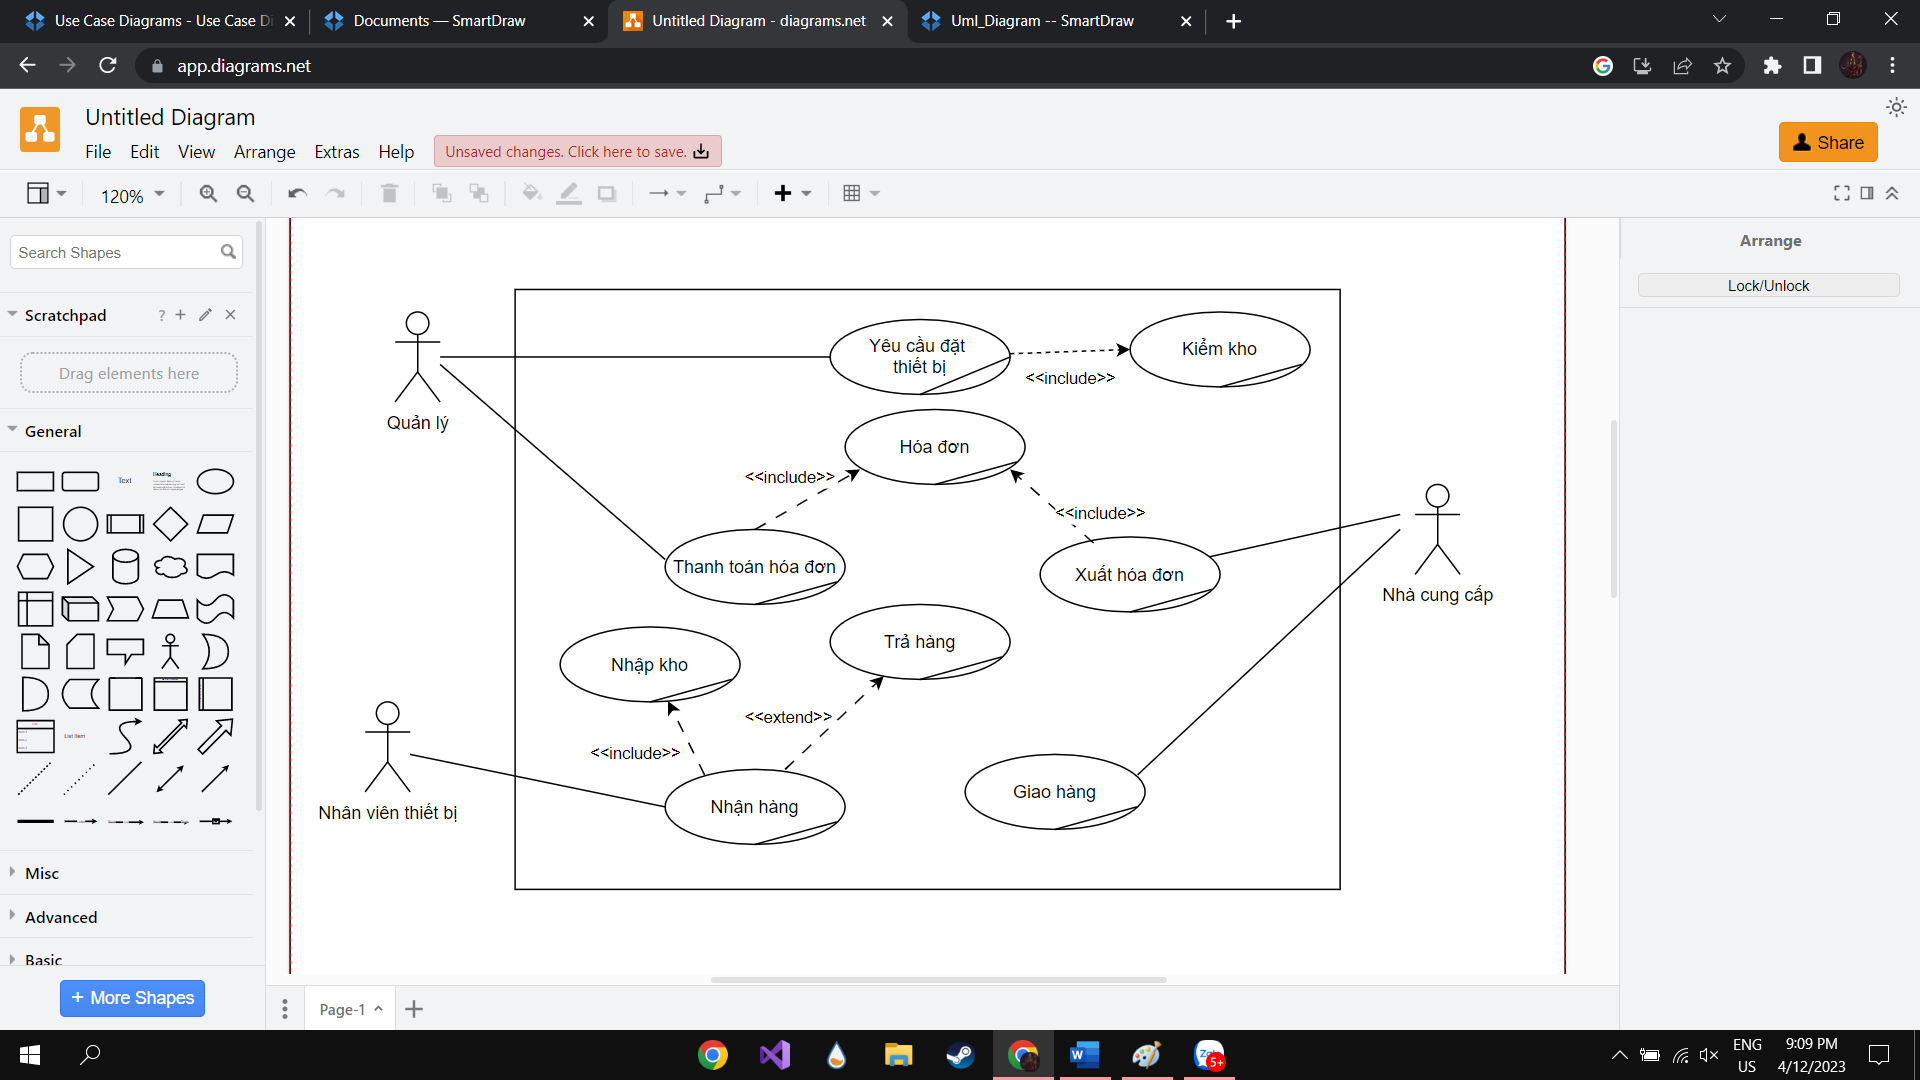 Use Case Diagrams - Use Case Di
Documents — SmartDraw
Untitled Diagram - diagrams.net
Uml_Diagram -- SmartDraw
app.diagrams.net
Untitled Diagram
File Edit View Arrange Extras Help
Unsaved changes. Click here to save.
Share
120%
Search Shapes
Scratchpad
?
Drag elements here
General
Text
Heading
List Item
Misc
Advanced
Basic
+ More Shapes
Arrange
Lock/Unlock
Quản lý
Yêu cầu đặt
thiết bị
<<include>>
Kiểm kho
Hóa đơn
<<include>>
<<include>>
Thanh toán hóa đơn
Xuất hóa đơn
Nhà cung cấp
Nhập kho
Trả hàng
<<extend>>
<<include>>
Nhận hàng
Giao hàng
Nhân viên thiết bị
Page-1
5+
ENG
US
9:09 PM
4/12/2023